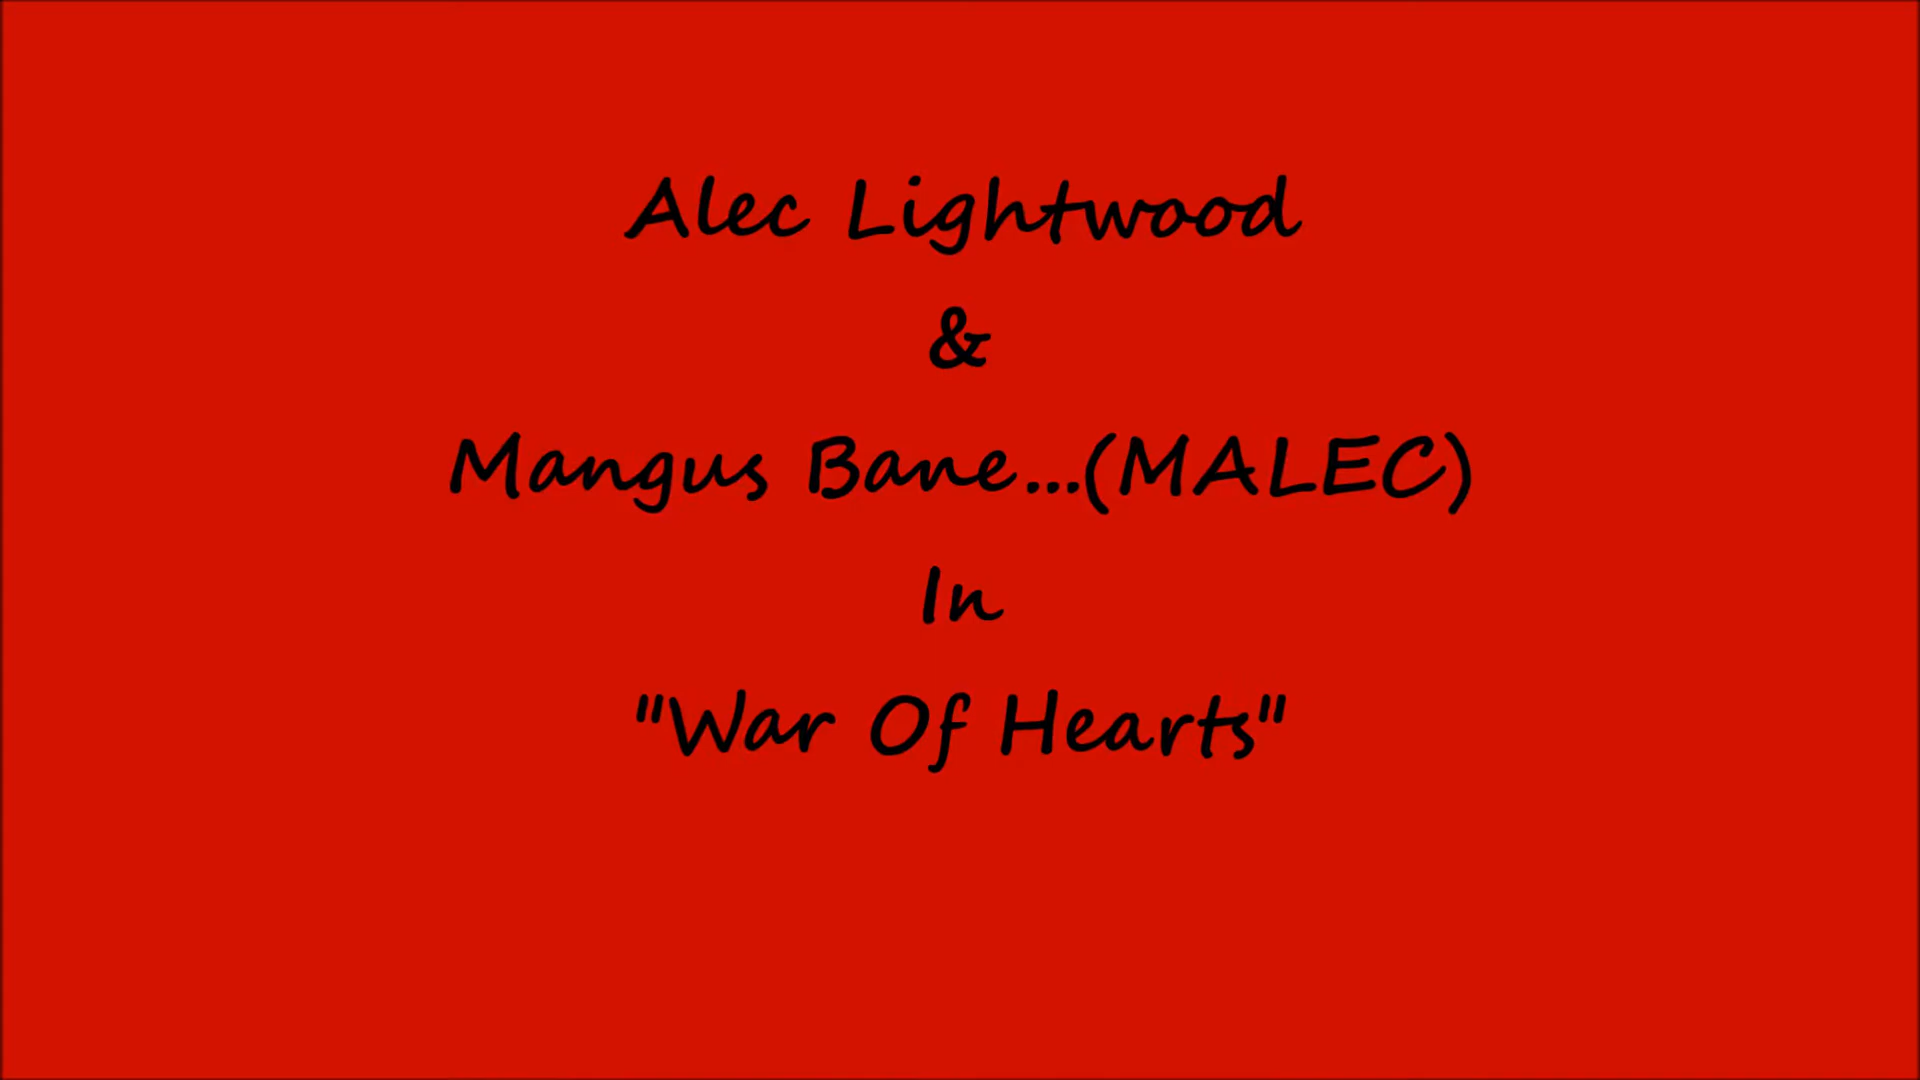 Alec Lightwood
&
Mangus Bane...(MALEC)
In
"War Of Hearts"